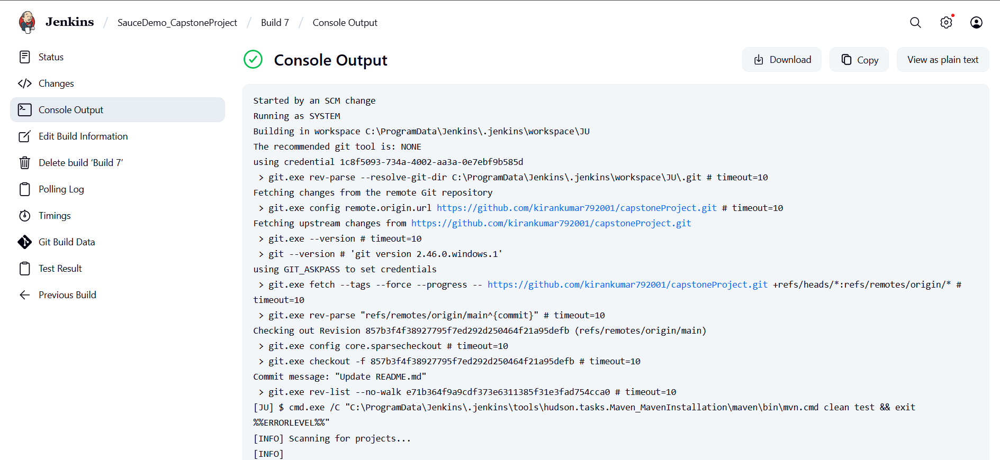 Jenkins / SauceDemo_CapstoneProject / Build 7 / Console Output
Status
Changes
Console Output
Edit Build Information
Delete build ‘Build 7’
Polling Log
Timings
Git Build Data
Test Result
Previous Build
Console Output
Download
Copy
View as plain text
Started by an SCM change
Running as SYSTEM
Building in workspace C:\ProgramData\Jenkins\.jenkins\workspace\JU
The recommended git tool is: NONE
using credential 1c8f5093-734a-4002-aa3a-0e7ebf9b585d
 > git.exe rev-parse --resolve-git-dir C:\ProgramData\Jenkins\.jenkins\workspace\JU\.git # timeout=10
Fetching changes from the remote Git repository
 > git.exe config remote.origin.url https://github.com/kirankumar792001/capstoneProject.git # timeout=10
Fetching upstream changes from https://github.com/kirankumar792001/capstoneProject.git
 > git.exe --version # timeout=10
 > git --version # 'git version 2.46.0.windows.1'
using GIT_ASKPASS to set credentials
 > git.exe fetch --tags --force --progress -- https://github.com/kirankumar792001/capstoneProject.git +refs/heads/*:refs/remotes/origin/* #
timeout=10
 > git.exe rev-parse "refs/remotes/origin/main^{commit}" # timeout=10
Checking out Revision 857b3f4f38927795f7ed292d250464f21a95defb (refs/remotes/origin/main)
 > git.exe config core.sparsecheckout # timeout=10
 > git.exe checkout -f 857b3f4f38927795f7ed292d250464f21a95defb # timeout=10
Commit message: "Update README.md"
 > git.exe rev-list --no-walk e71b364f9a9cdf373e6311385f31e3fad754cca0 # timeout=10
[JU] $ cmd.exe /C "C:\ProgramData\Jenkins\.jenkins\tools\hudson.tasks.Maven_MavenInstallation\maven\bin\mvn.cmd clean test && exit
%%ERRORLEVEL%%"
[INFO] Scanning for projects...
[INFO]